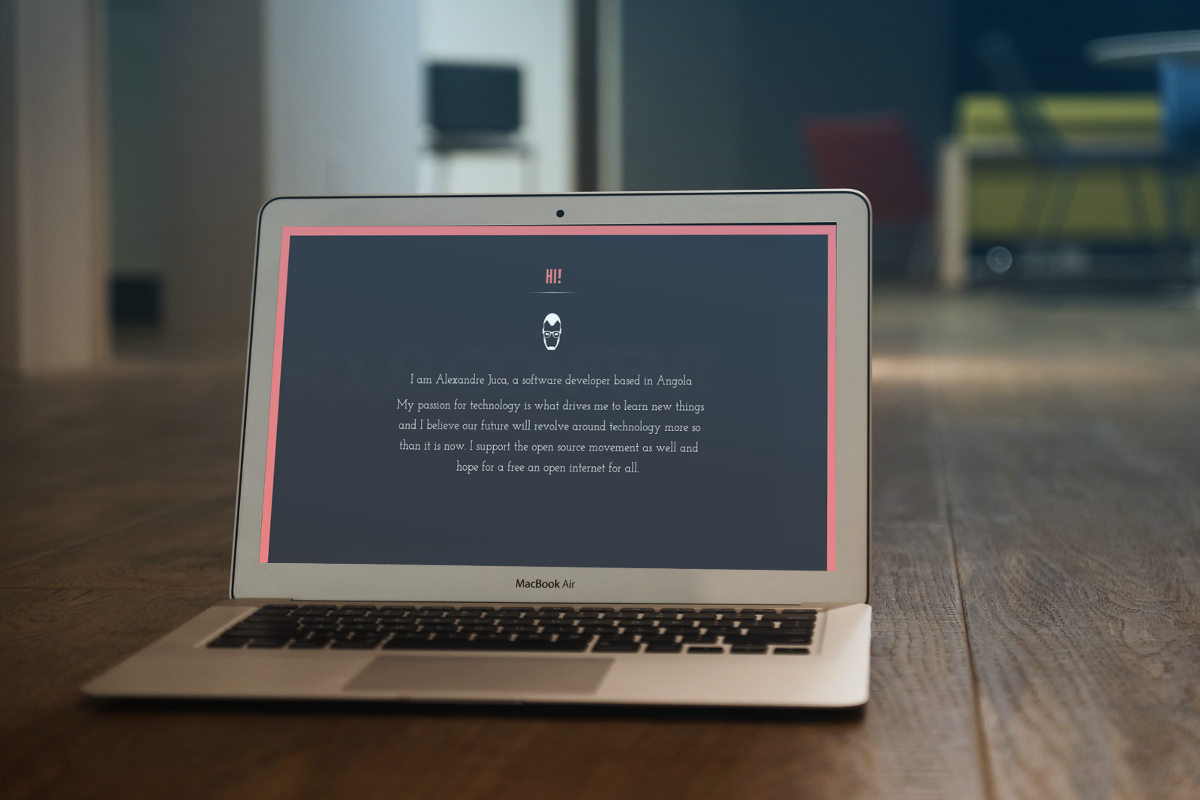 HI!
I am Alexandre Juca, a software developer based in Angola
My passion for technology is what drives me to learn new things
and I believe our future will revolve around technology more so
than it is now. I support the open source movement as well and
hope for a free an open internet for all.
MacBook Air